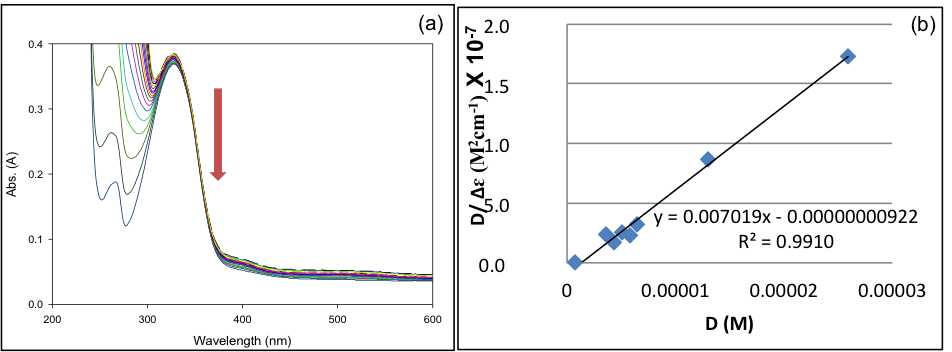 (a)
0.4
0.3
0.2
0.1
0.0
Abs. (A)
200 300 400 500 600
Wavelength (nm)
(b)
D/Δε (M²cm⁻¹) X 10⁻⁷
2.0
1.5
1.0
5.0
0.0
y = 0.007019x - 0.00000000922
R² = 0.9910
0 0.00001 0.00002 0.00003
D (M)